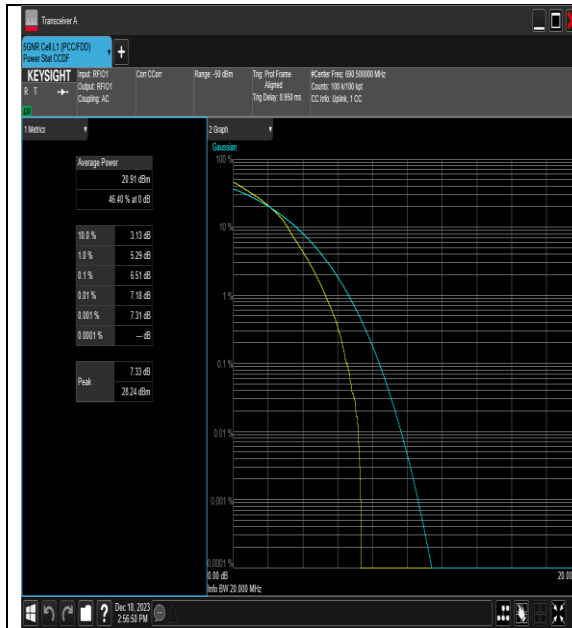 Transceiver A
5GNR Cell L1 (PCC/FDD)
Power Stat CCDF
+
KEYSIGHT
R T
Input: RFIO1
Output: RFIO1
Coupling: AC
Corr CCorr
Range: -50 dBm
Trig: Prot Frame
Aligned
Trig Delay: 8.950 ms
#Center Freq: 690.500000 MHz
Counts: 100 k/100 kpt
CC Info: Uplink, 1 CC
1 Metrics
Average Power
20.91 dBm
46.40 % at 0 dB
10.0 % 3.13 dB
1.0 % 5.29 dB
0.1 % 6.51 dB
0.01 % 7.18 dB
0.001 % 7.31 dB
0.0001 % --- dB
Peak
7.33 dB
28.24 dBm
2 Graph
Gaussian
100 %
10 %
1 %
0.1 %
0.01 %
0.001 %
0.0001 %
0.00 dB
20.00
Info BW 20.000 MHz
?
Dec 18, 2023
2:56:50 PM